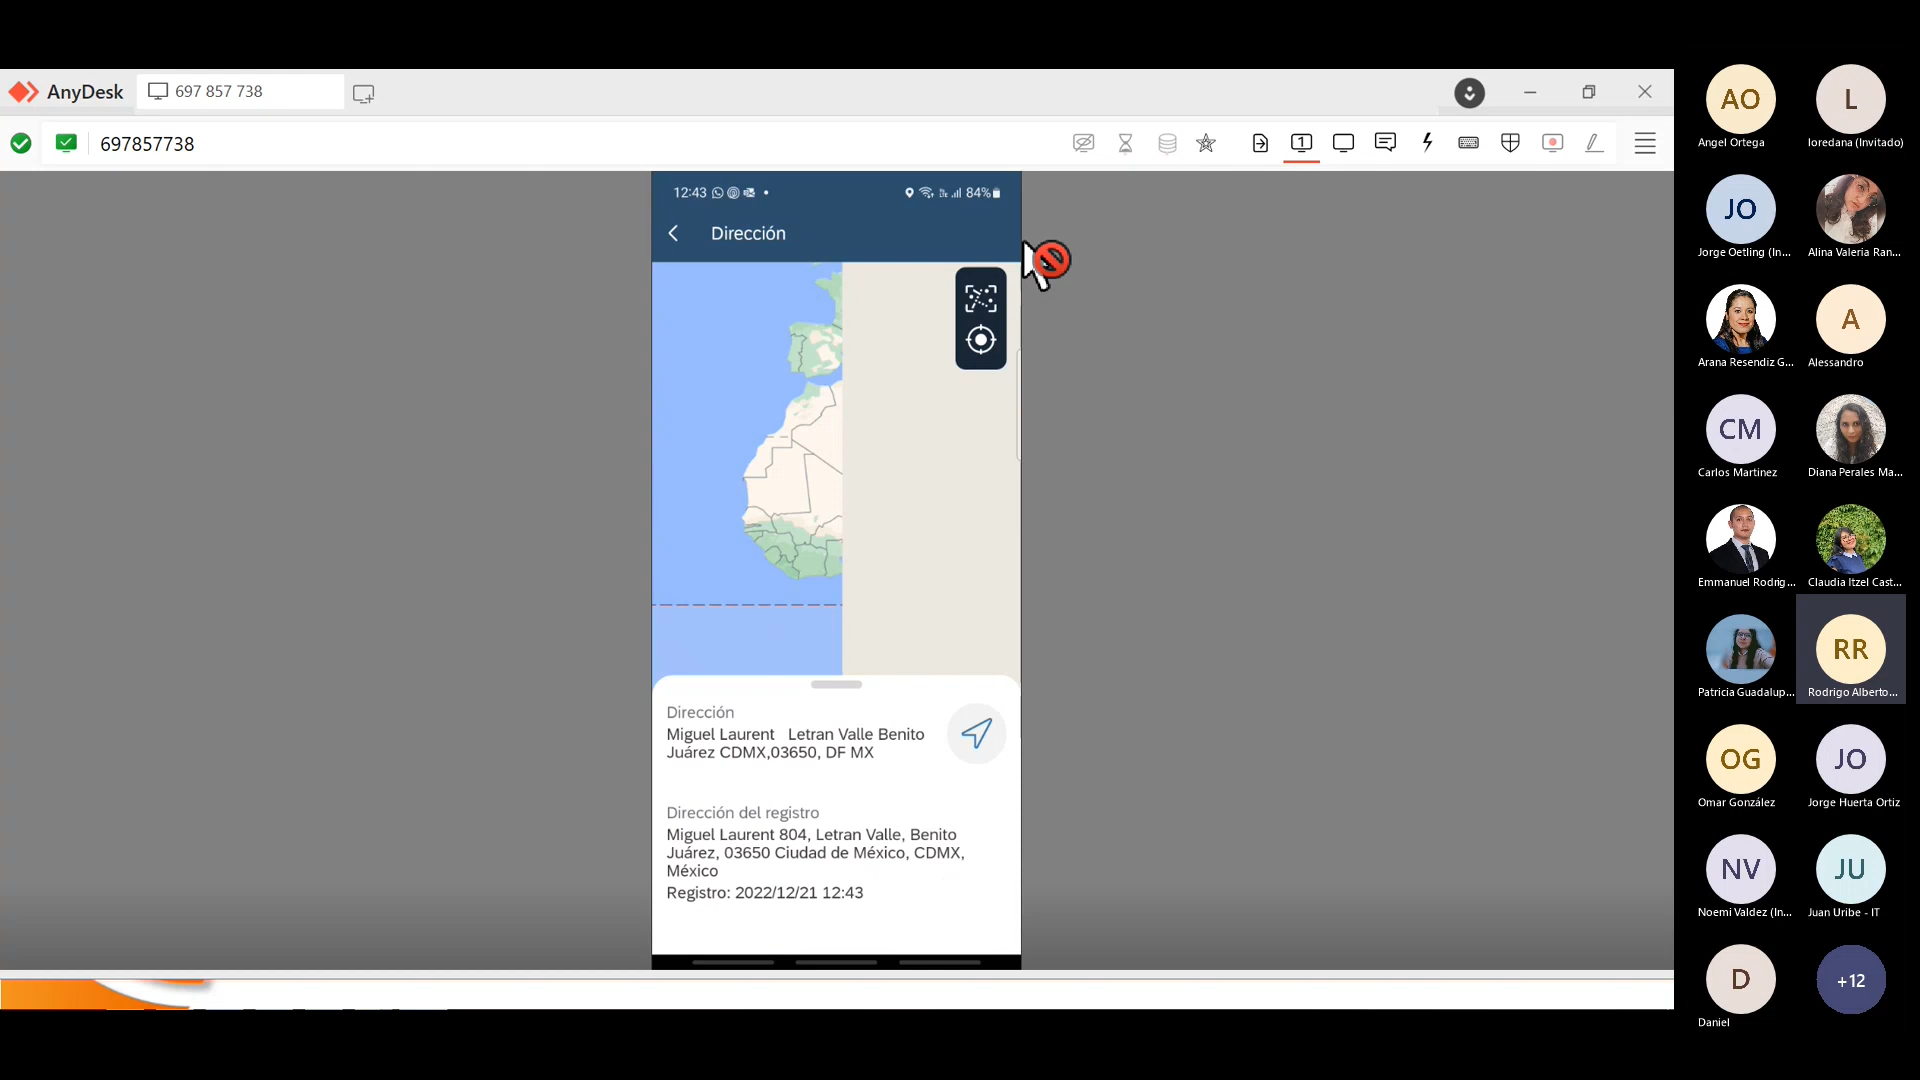 AnyDesk
697 857 738
697857738
1
12:43
84%
Dirección
Dirección
Miguel Laurent Letran Valle Benito
Juárez CDMX,03650, DF MX
Dirección del registro
Miguel Laurent 804, Letran Valle, Benito
Juárez, 03650 Ciudad de México, CDMX,
México
Registro: 2022/12/21 12:43
AO
Angel Ortega
L
loredana (Invitado)
JO
Jorge Oetling (In...
Alina Valeria Ran...
Arana Resendiz G...
A
Alessandro
CM
Carlos Martinez
Diana Perales Ma...
Emmanuel Rodrig...
Claudia Itzel Cast...
Patricia Guadalup...
RR
Rodrigo Alberto...
OG
Omar González
JO
Jorge Huerta Ortiz
NV
Noemi Valdez (In...
JU
Juan Uribe - IT
D
Daniel
+12